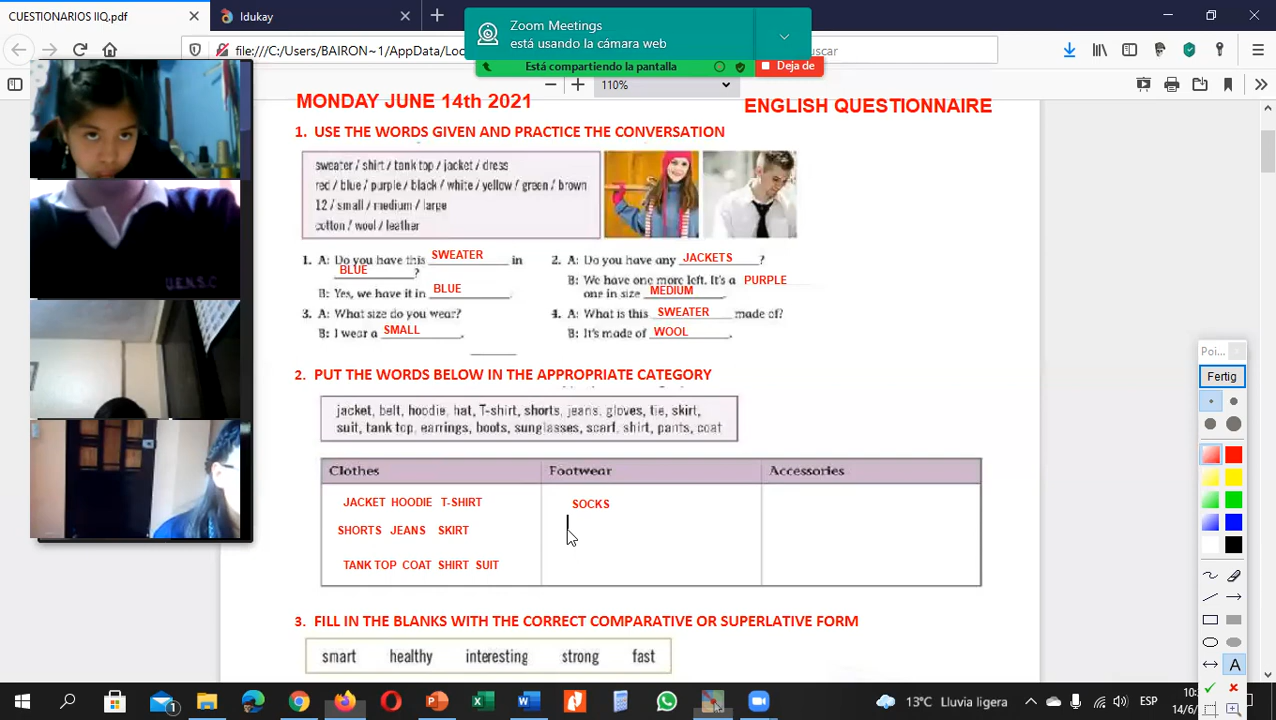 CUESTIONARIOS IIQ.pdf
Idukay
Zoom Meetings
está usando la cámara web
file:///C:/Users/BAIRON~1/AppData/Loc
uscar
Está compartiendo la pantalla
Deja de
110%
MONDAY JUNE 14th 2021
ENGLISH QUESTIONNAIRE
1. USE THE WORDS GIVEN AND PRACTICE THE CONVERSATION
sweater / shirt / tank top / jacket / dress
red / blue / purple / black / white / yellow / green / brown
12 / small / medium / large
cotton / wool / leather
1. A: Do you have this SWEATER in
BLUE ?
B: Yes, we have it in BLUE .
2. A: Do you have any JACKETS ?
B: We have one more left. It's a PURPLE
one in size MEDIUM .
3. A: What size do you wear?
B: I wear a SMALL .
4. A: What is this SWEATER made of?
B: It's made of WOOL .
2. PUT THE WORDS BELOW IN THE APPROPRIATE CATEGORY
jacket, belt, hoodie, hat, T-shirt, shorts, jeans, gloves, tie, skirt,
suit, tank top, earrings, boots, sunglasses, scarf, shirt, pants, coat
Clothes Footwear Accessories
JACKET HOODIE T-SHIRT
SHORTS JEANS SKIRT
TANK TOP COAT SHIRT SUIT
SOCKS
3. FILL IN THE BLANKS WITH THE CORRECT COMPARATIVE OR SUPERLATIVE FORM
smart healthy interesting strong fast
U.E.N.S.C
Poi...
Fertig
A
1
13°C Lluvia ligera
ESP
10:
14/6/